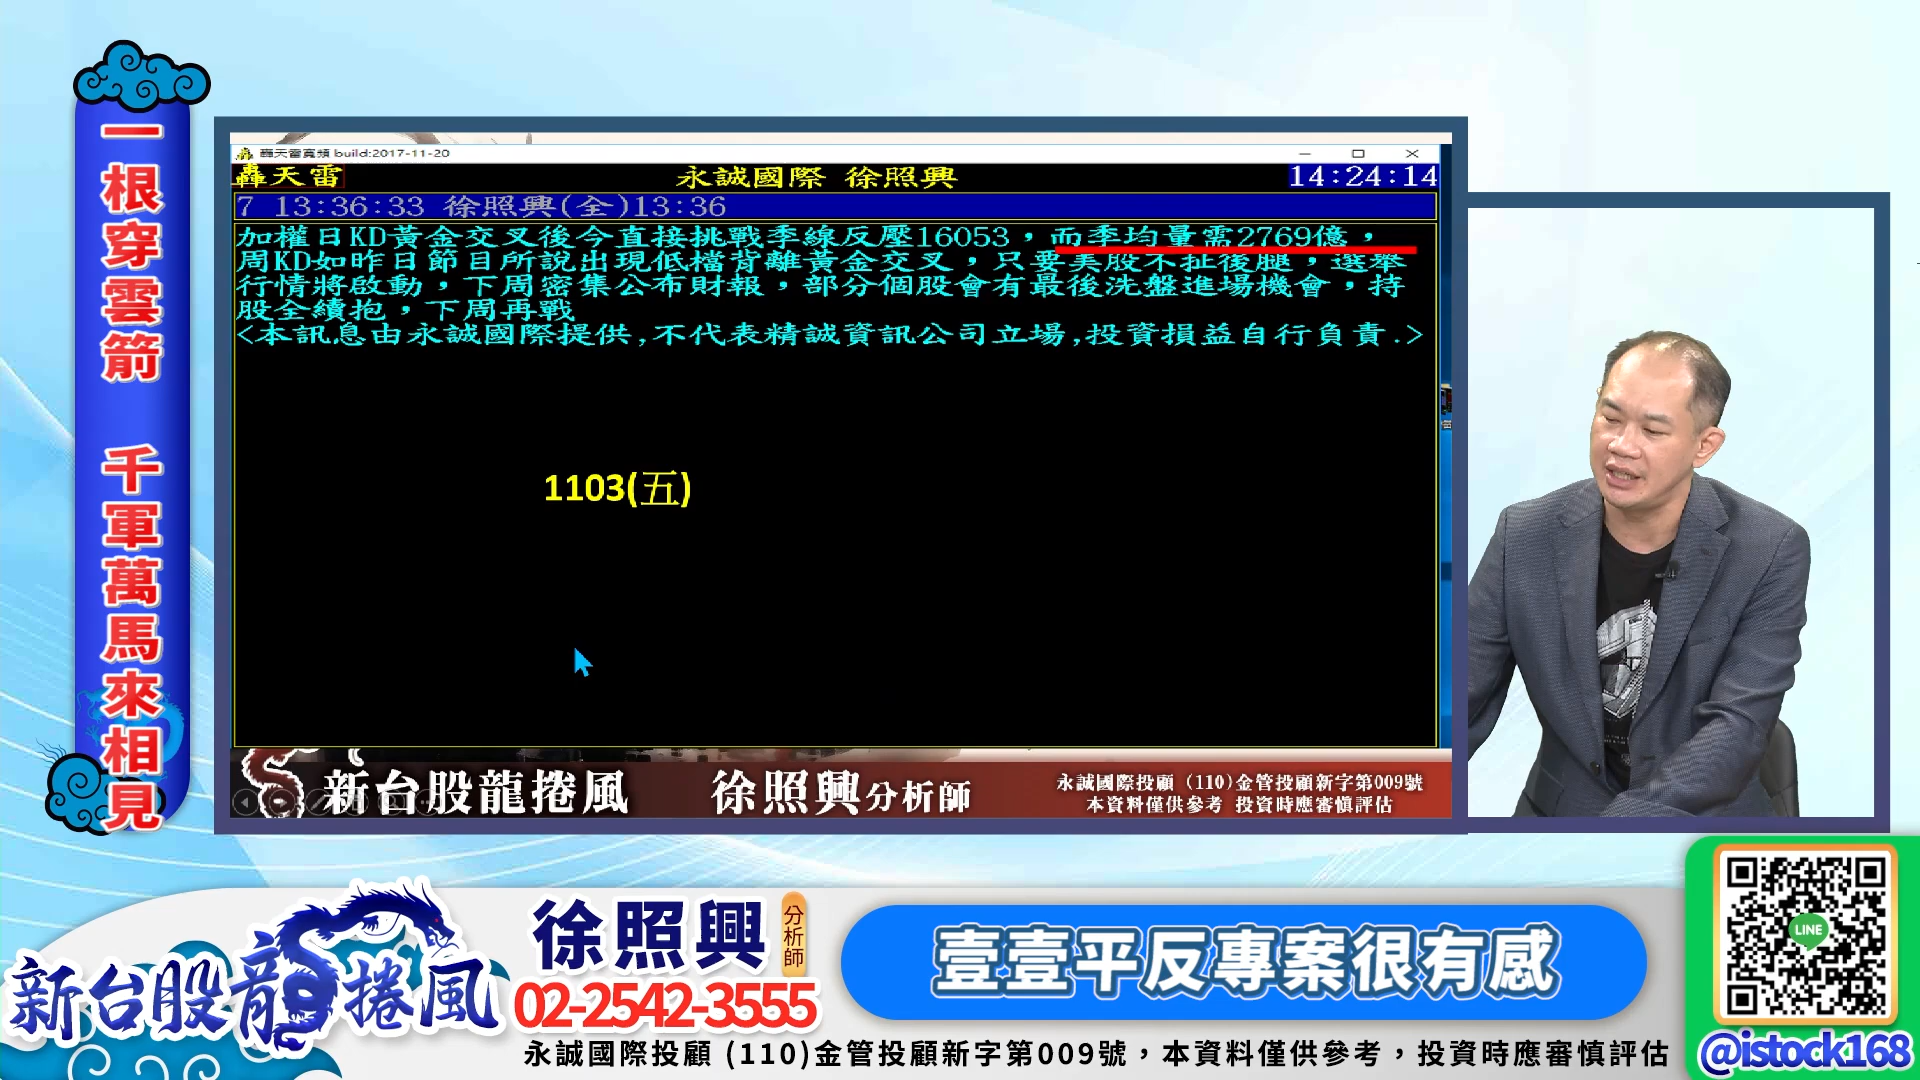 一根穿雲箭 千軍萬馬來相見
轟天雷寬頻 build:2017-11-20
轟天雷 永誠國際 徐照興 14:24:14
7 13:36:33 徐照興(全)13:36
加權日KD黃金交叉後今直接挑戰季線反壓16053，而季均量需2769億，
周KD如昨日節目所說出現低檔背離黃金交叉，只要美股不扯後腿，選舉
行情將啟動，下周密集公布財報，部分個股會有最後洗盤進場機會，持
股全續抱，下周再戰
<本訊息由永誠國際提供,不代表精誠資訊公司立場,投資損益自行負責.>
1103(五)
新台股龍捲風 徐照興分析師
永誠國際投顧 (110)金管投顧新字第009號
本資料僅供參考 投資時應審慎評估
新台股龍捲風
徐照興 分析師
02-2542-3555
壹壹平反專案很有感
LINE
@istock168
永誠國際投顧 (110)金管投顧新字第009號，本資料僅供參考，投資時應審慎評估